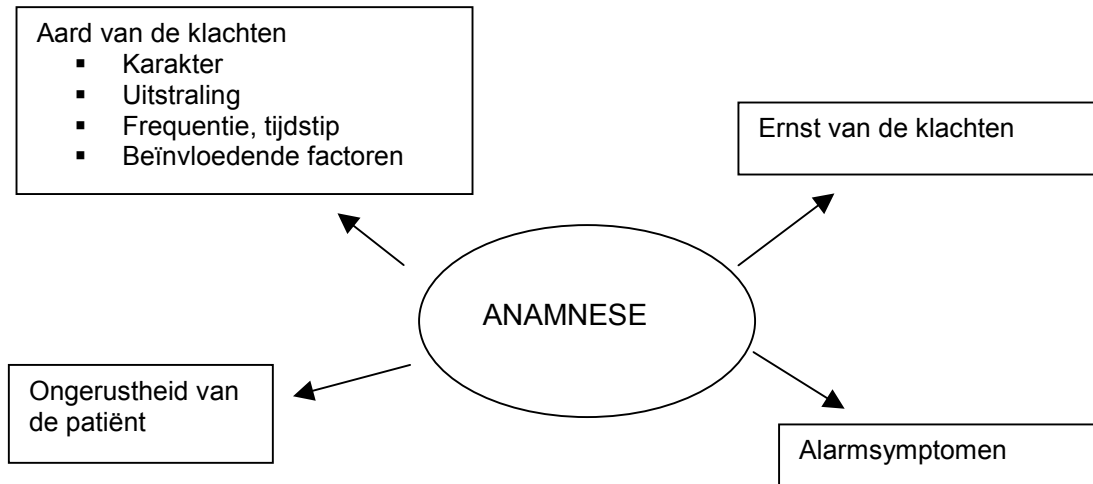 Aard van de klachten
▪ Karakter
▪ Uitstraling
▪ Frequentie, tijdstip
▪ Beïnvloedende factoren
Ernst van de klachten
ANAMNESE
Ongerustheid van
de patiënt
Alarmsymptomen